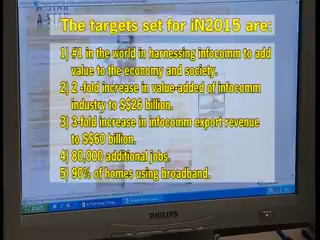 The targets set for iN2015 are:
1] #1 in the world in harnessing infocomm to add
value to the economy and society.
2] 2 -fold increase in value-added of infocomm
industry to S$26 billion.
3] 3-fold increase in infocomm export revenue
to S$60 billion.
4] 80,000 additional jobs.
5] 90% of homes using broadband.
PHILIPS